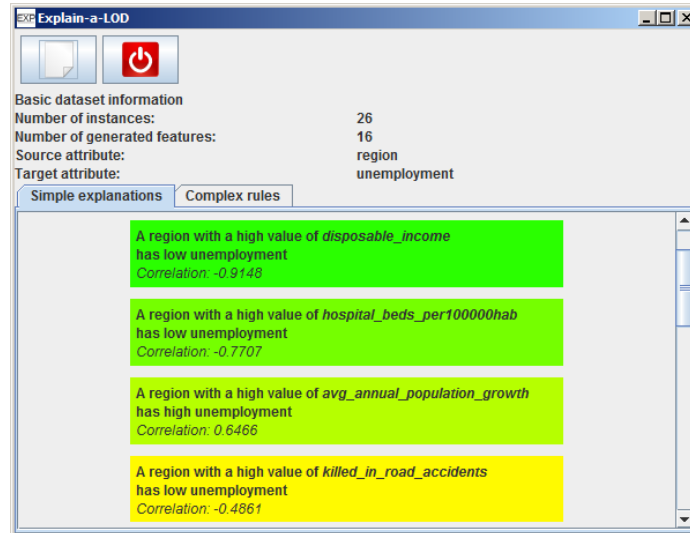 EXP Explain-a-LOD
Basic dataset information
Number of instances: 26
Number of generated features: 16
Source attribute: region
Target attribute: unemployment
Simple explanations Complex rules
A region with a high value of disposable_income
has low unemployment
Correlation: -0.9148
A region with a high value of hospital_beds_per100000hab
has low unemployment
Correlation: -0.7707
A region with a high value of avg_annual_population_growth
has high unemployment
Correlation: 0.6466
A region with a high value of killed_in_road_accidents
has low unemployment
Correlation: -0.4861